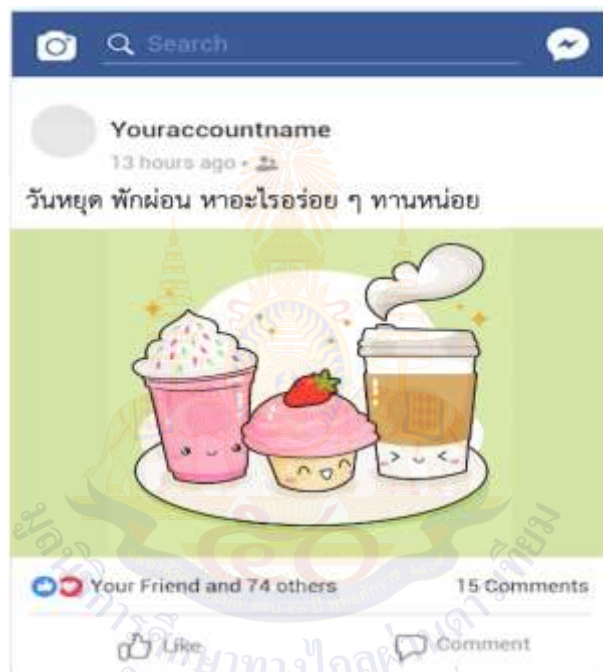 Search
Youraccountname
13 hours ago •
วันหยุด พักผ่อน หาอะไรอร่อย ๆ ทานหน่อย
Your Friend and 74 others 15 Comments
Like Comment